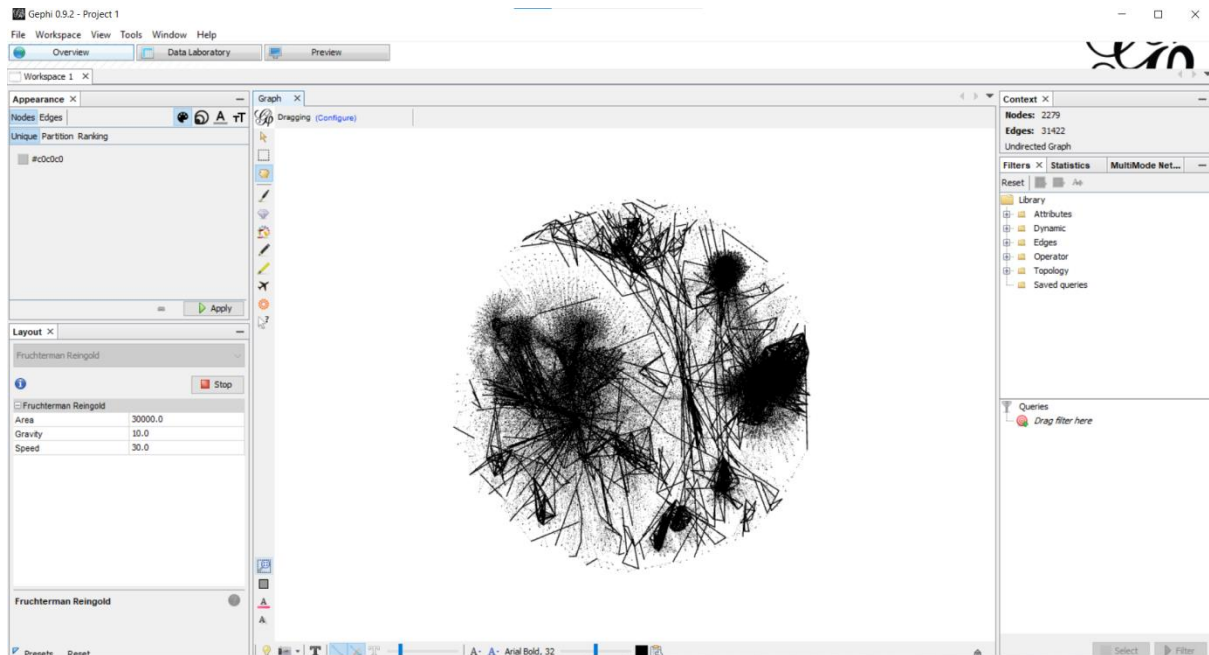 Gephi 0.9.2 - Project 1
File Workspace View Tools Window Help
Overview Data Laboratory Preview
Workspace 1
Appearance
Nodes Edges
Unique Partition Ranking
#c0c0c0
Apply
Layout
Fruchterman Reingold
Stop
Fruchterman Reingold
Area 30000.0
Gravity 10.0
Speed 30.0
Fruchterman Reingold
Presets Reset
Graph
Dragging (Configure)
Arial Bold, 32
Context
Nodes: 2279
Edges: 31422
Undirected Graph
Filters Statistics MultiMode Net...
Reset
Library
Attributes
Dynamic
Edges
Operator
Topology
Saved queries
Queries
Drag filter here
Select Filter